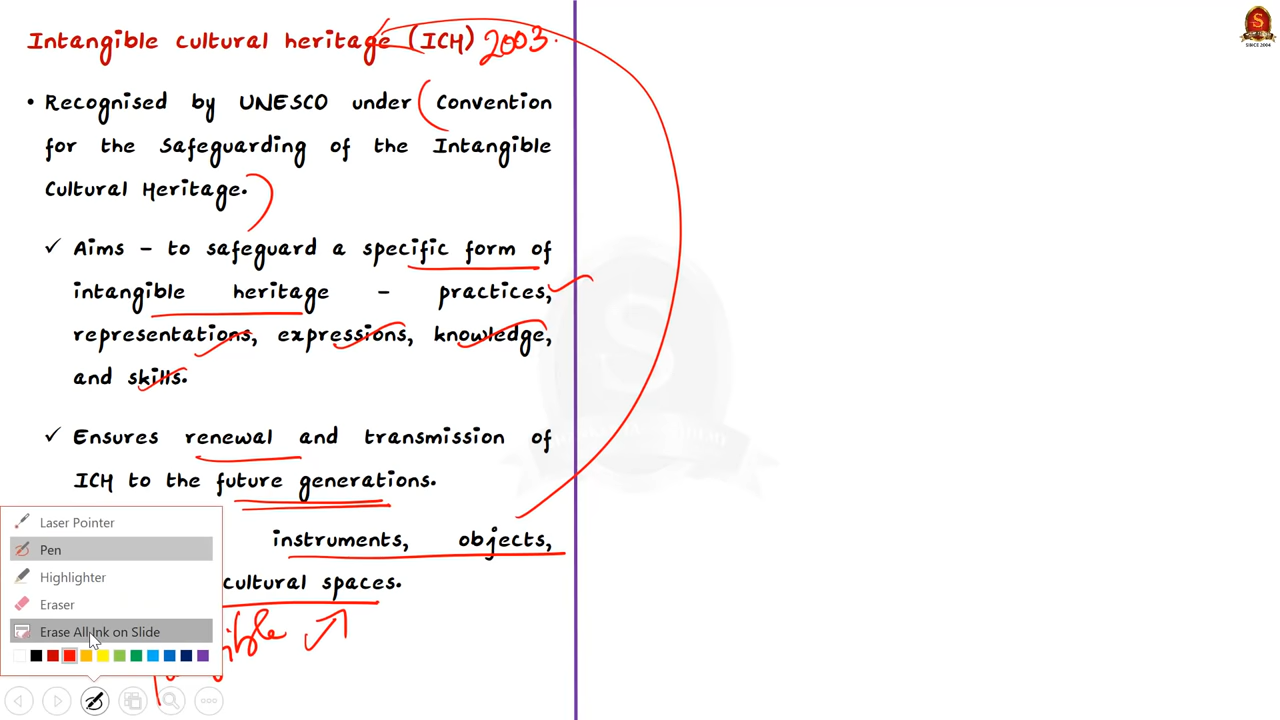 Intangible cultural heritage (ICH) 2003.
• Recognised by UNESCO under Convention
for the Safeguarding of the Intangible
Cultural Heritage.
✓ Aims - to safeguard a specific form of
intangible heritage - practices,
representations, expressions, knowledge,
and skills.
✓ Ensures renewal and transmission of
ICH to the future generations.
instruments, objects,
cultural spaces.
Laser Pointer
Pen
Highlighter
Eraser
Erase All Ink on Slide
S
SINCE 2004